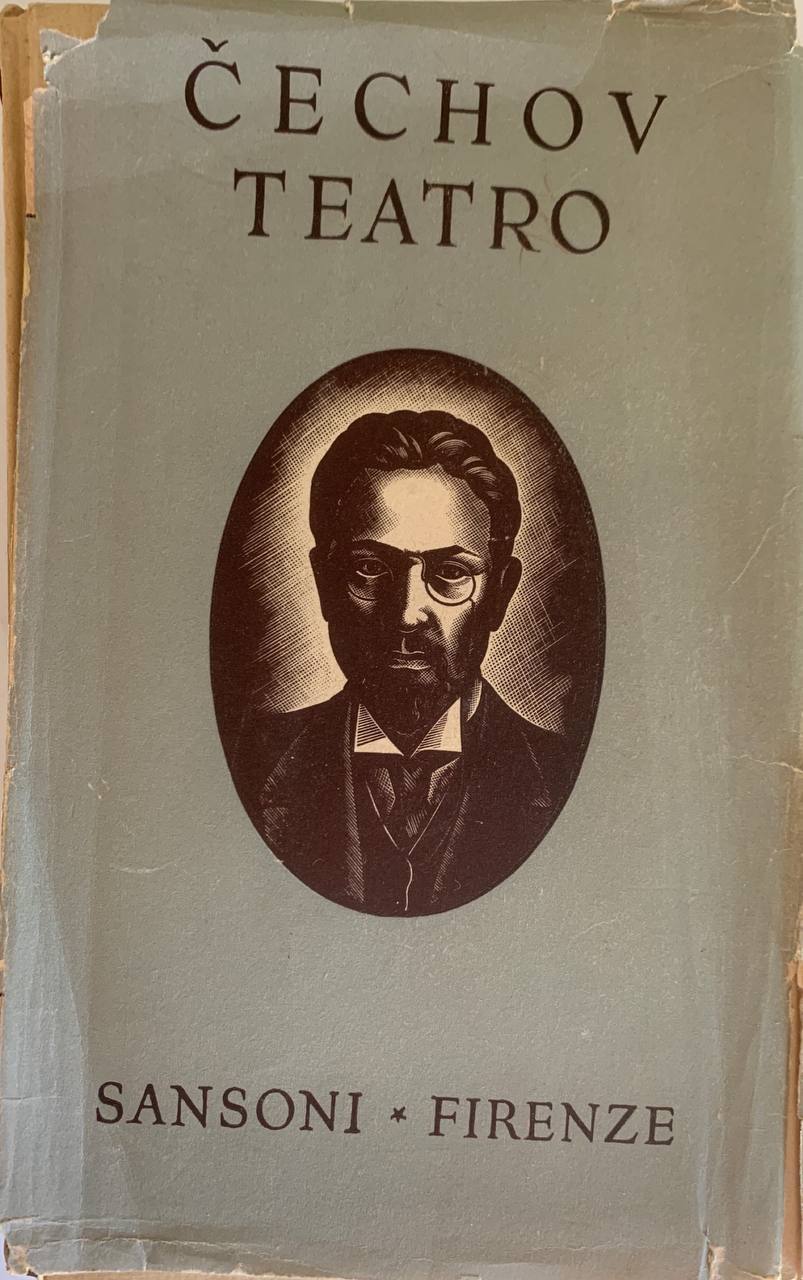 ČECHOV
TEATRO
SANSONI * FIRENZE